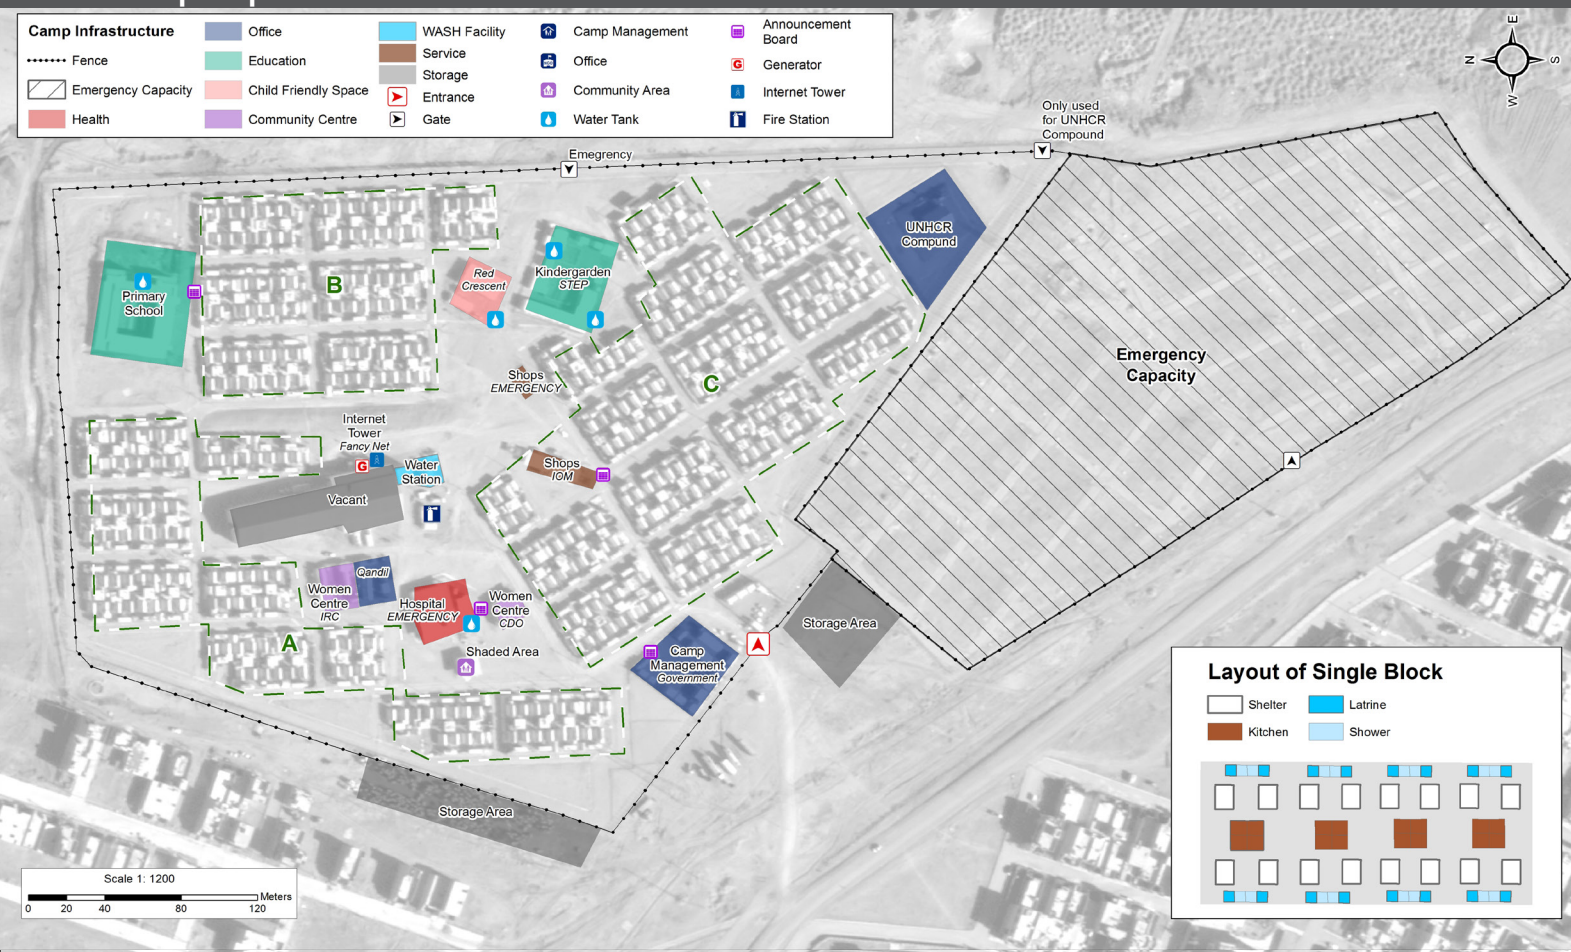 Camp Infrastructure
Fence
Emergency Capacity
Health
Office
Education
Child Friendly Space
Community Centre
WASH Facility
Service
Storage
Entrance
Gate
Camp Management
Office
Community Area
Water Tank
Announcement
Board
Generator
Internet Tower
Fire Station
G
E
N
S
W
Only used
for UNHCR
Compound
Emegrency
UNHCR
Compund
Primary
School
B
Red
Crescent
Kindergarden
STEP
Shops
EMERGENCY
C
Emergency
Capacity
Internet
Tower
Fancy Net
G
Water
Station
Vacant
Shops
IOM
Qandil
Women
Centre
IRC
Hospital
EMERGENCY
Women
Centre
CDO
A
Shaded Area
Camp
Management
Government
Storage Area
Storage Area
Layout of Single Block
Shelter
Latrine
Kitchen
Shower
Scale 1: 1200
Meters
0 20 40 80 120